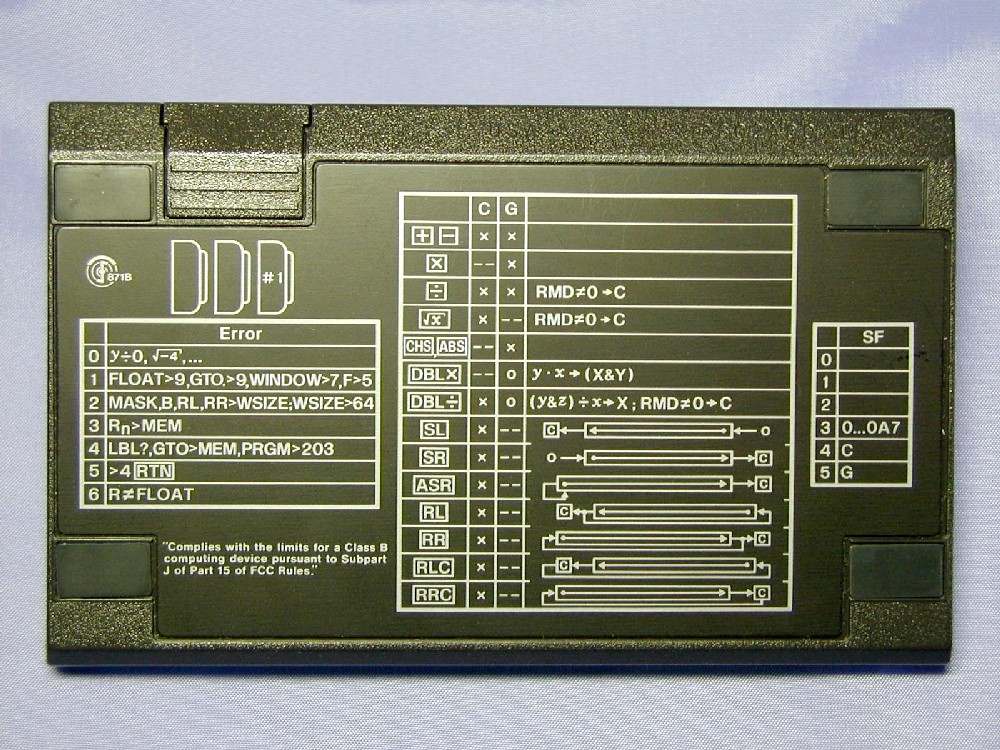 871B
#1
Error
0 y÷0, √-4, ...
1 FLOAT>9,GTO.>9,WINDOW>7,F>5
2 MASK,B,RL,RR>WSIZE;WSIZE>64
3 Rn>MEM
4 LBL?,GTO>MEM,PRGM>203
5 >4 RTN
6 R≠FLOAT
"Complies with the limits for a Class B
computing device pursuant to Subpart
J of Part 15 of FCC Rules."
C G
+ − × ×
× -- ×
÷ × × RMD≠0→C
√x × -- RMD≠0→C
CHS,ABS -- ×
DBL× -- o y·x→(X&Y)
DBL÷ × o (y&z)÷x→X; RMD≠0→C
SL × -- C ← ← o
SR × -- o → → C
ASR × -- C
RL × -- C
RR × -- C
RLC × -- C
RRC × -- C
SF
0
1
2
3 0...0A7
4 C
5 G